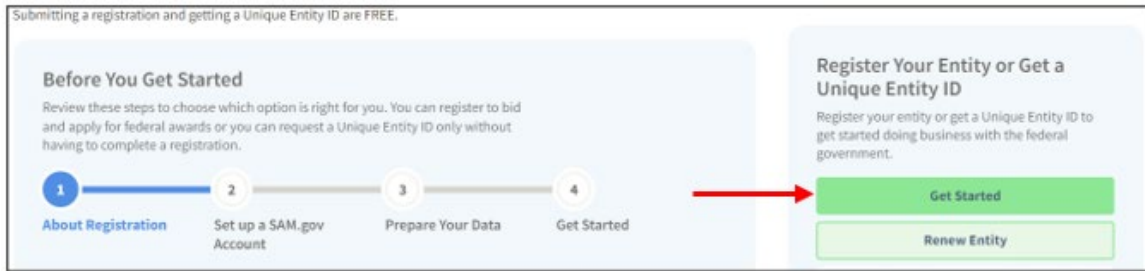 Submitting a registration and getting a Unique Entity ID are FREE.
Before You Get Started
Review these steps to choose which option is right for you. You can register to bid
and apply for federal awards or you can request a Unique Entity ID only without
having to complete a registration.
1
2
3
4
About Registration
Set up a SAM.gov
Account
Prepare Your Data
Get Started
Register Your Entity or Get a
Unique Entity ID
Register your entity or get a Unique Entity ID to
get started doing business with the federal
government.
Get Started
Renew Entity